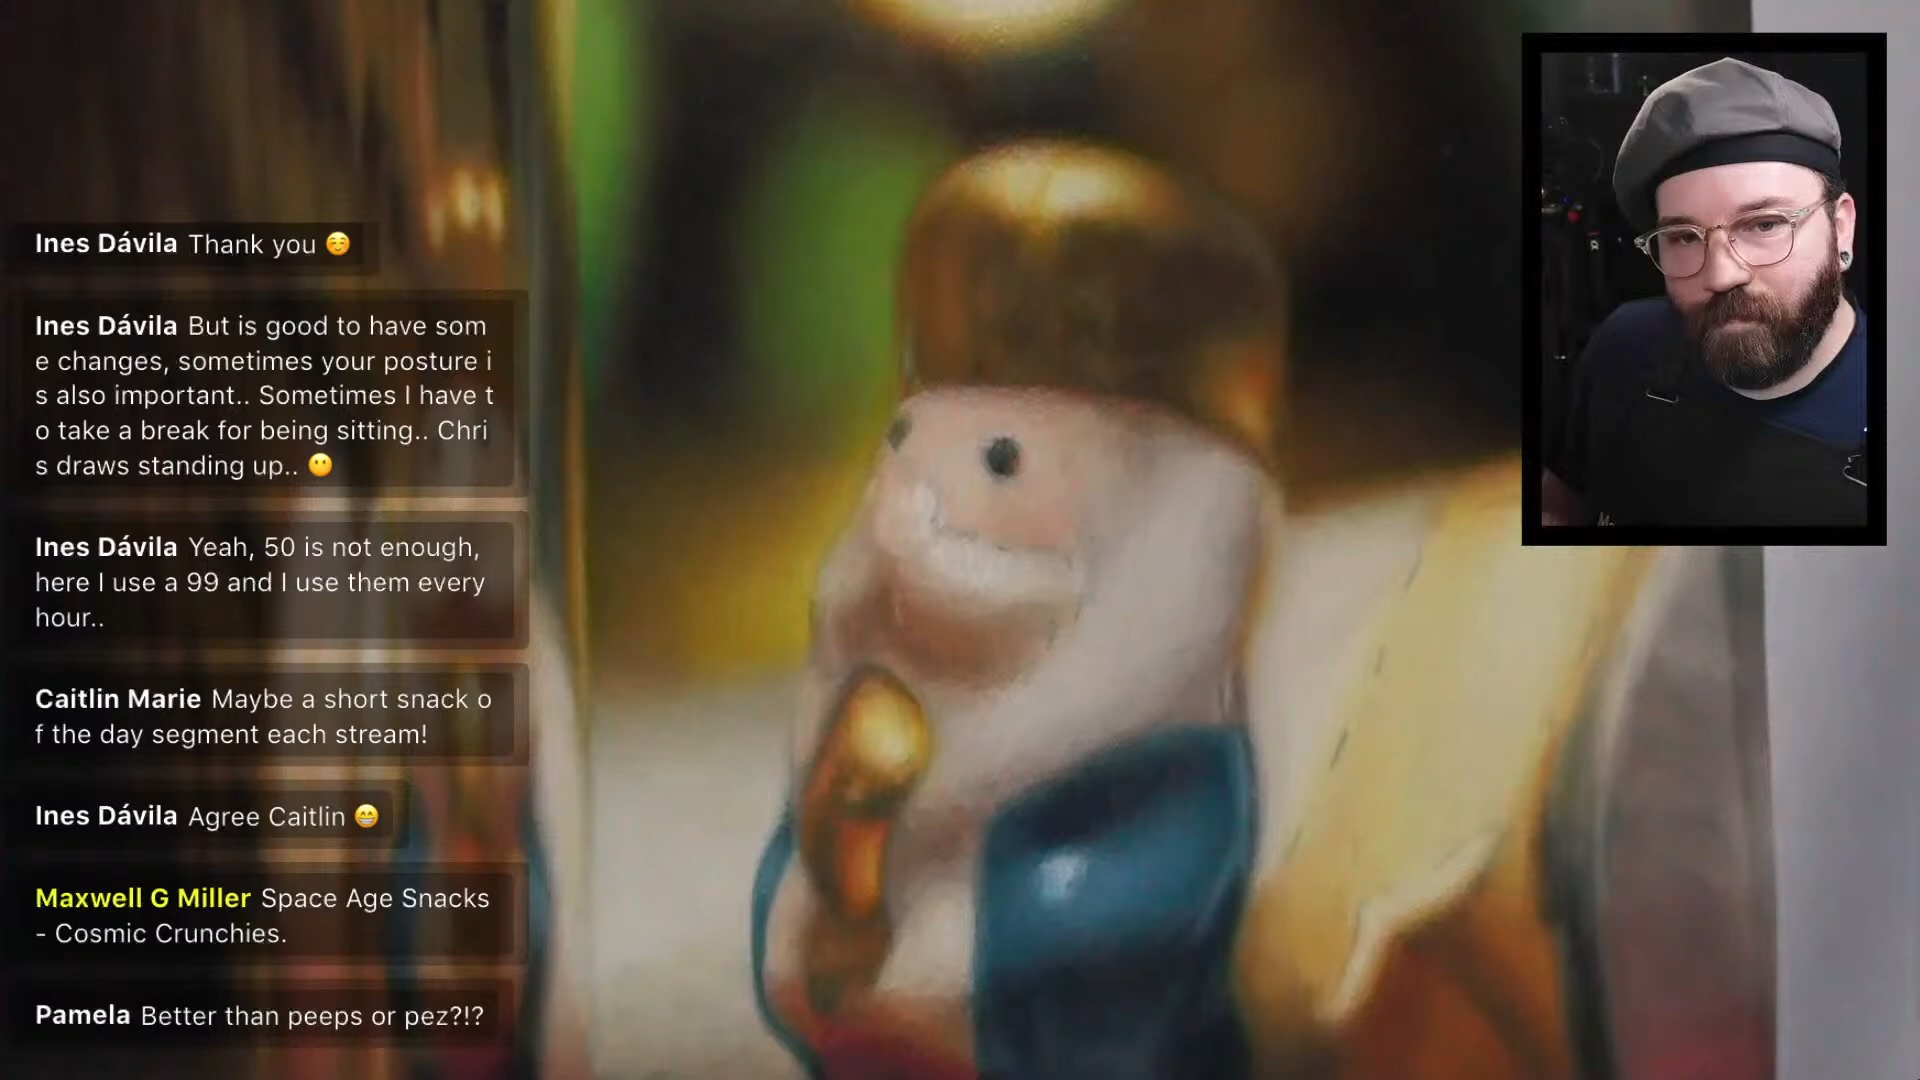 Ines Dávila Thank you ☺️
Ines Dávila But is good to have som
e changes, sometimes your posture i
s also important.. Sometimes I have t
o take a break for being sitting.. Chri
s draws standing up.. 😶
Ines Dávila Yeah, 50 is not enough,
here I use a 99 and I use them every
hour..
Caitlin Marie Maybe a short snack o
f the day segment each stream!
Ines Dávila Agree Caitlin 😁
Maxwell G Miller Space Age Snacks
- Cosmic Crunchies.
Pamela Better than peeps or pez?!?